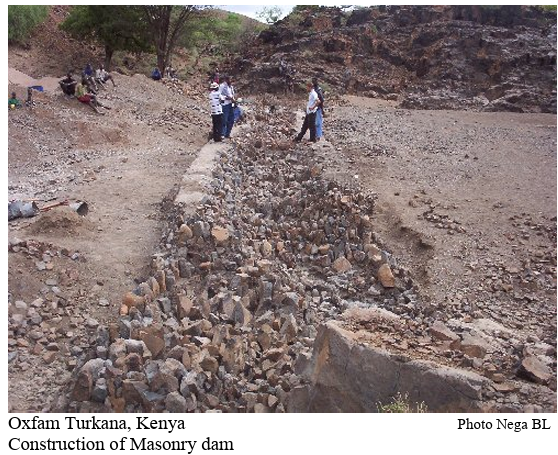 Oxfam Turkana, Kenya
Photo Nega BL
Construction of Masonry dam